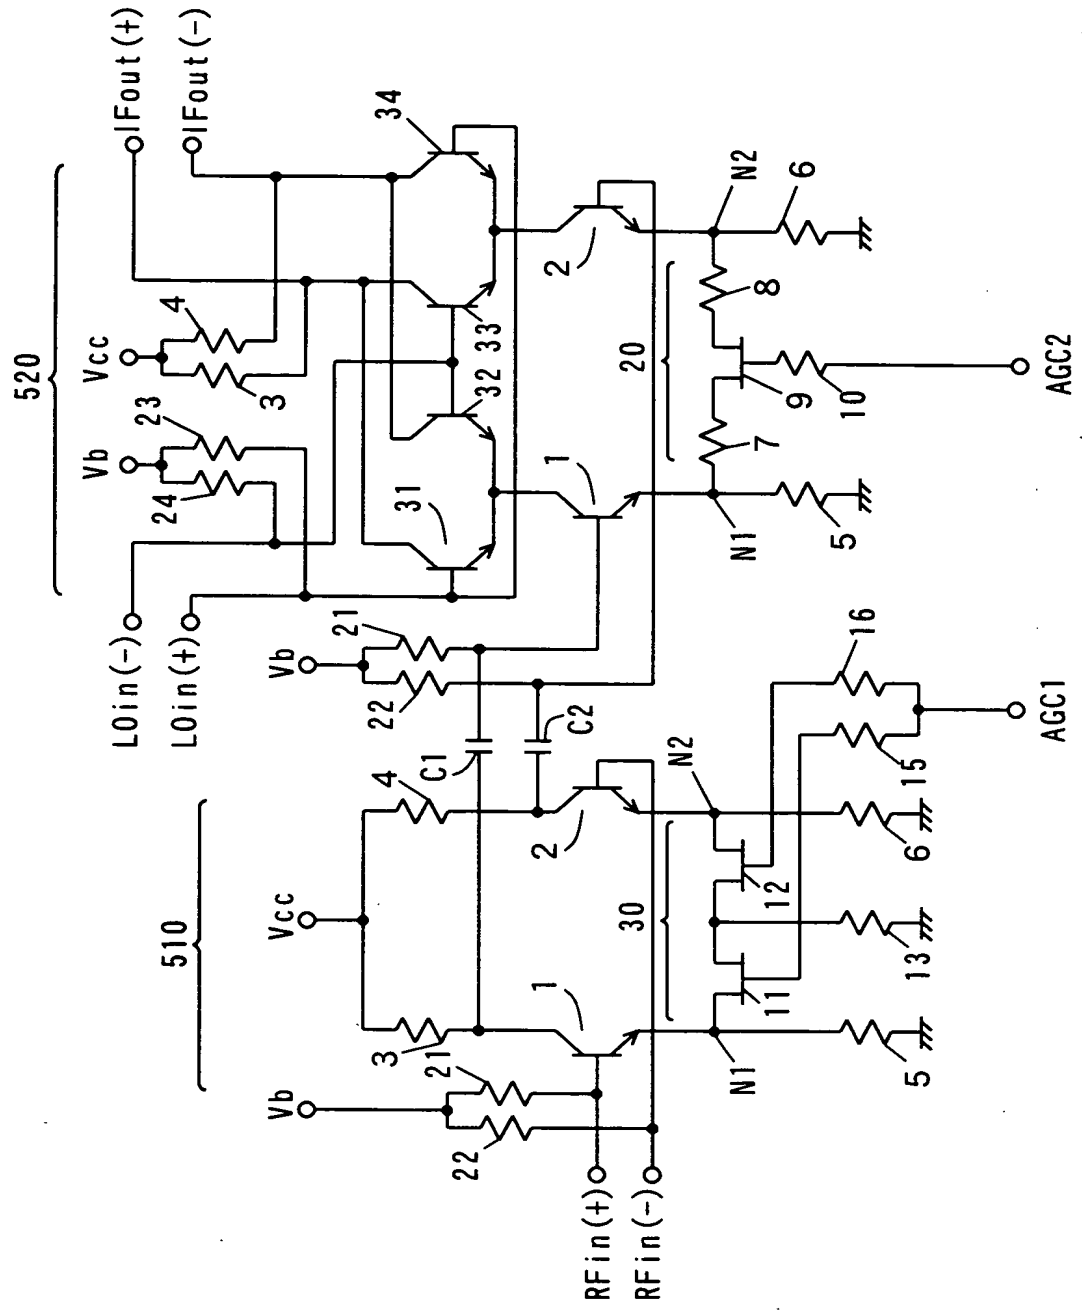 520
IFout(+)
IFout(-)
LOin(-)
LOin(+)
Vb
24
23
Vcc
3
4
31
32
33
34
510
Vb
22
21
Vcc
3
4
C1
C2
Vb
22
21
1
2
1
2
RFin(+)
RFin(-)
N1
30
N2
11
12
5
13
6
15
16
AGC1
N1
20
N2
7
8
9
5
10
6
AGC2